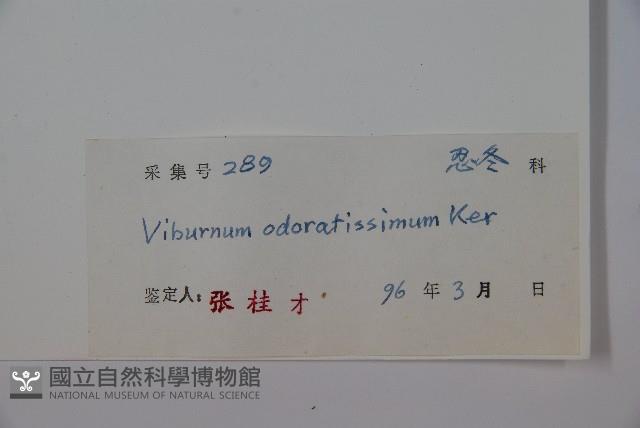 采集号 289 忍冬 科
Viburnum odoratissimum Ker
鉴定人: 张桂才 96 年 3 月 日
國立自然科學博物館
NATIONAL MUSEUM OF NATURAL SCIENCE